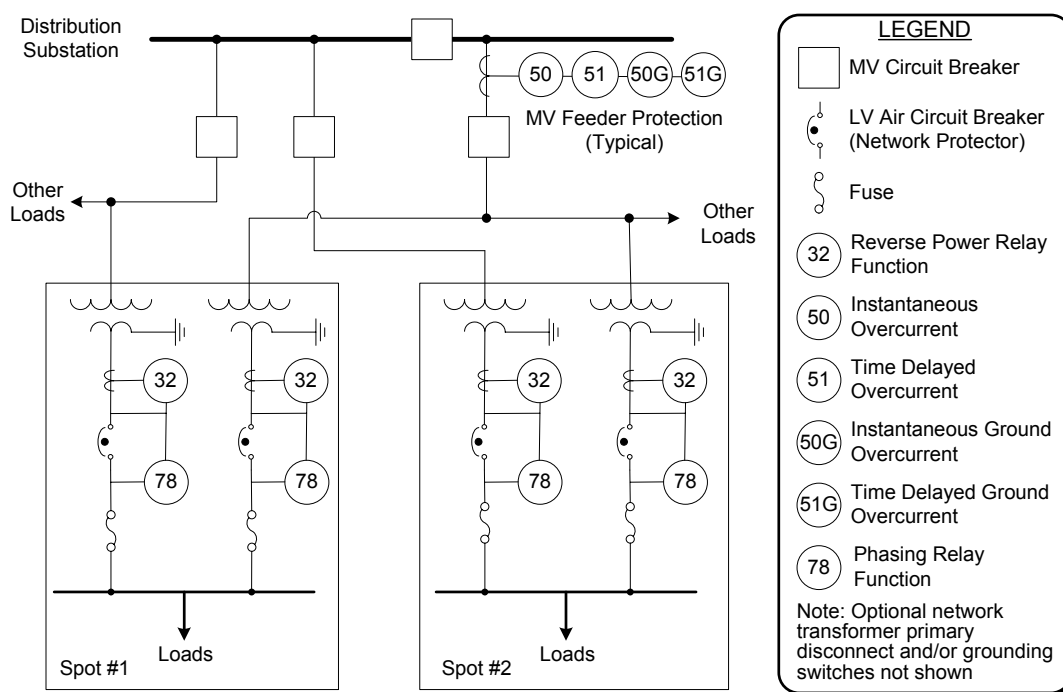 Distribution
Substation
50
51
50G
51G
MV Feeder Protection
(Typical)
Other
Loads
Other
Loads
32
32
78
78
Loads
Spot #1
32
32
78
78
Loads
Spot #2
LEGEND
MV Circuit Breaker
LV Air Circuit Breaker
(Network Protector)
Fuse
32
Reverse Power Relay
Function
50
Instantaneous
Overcurrent
51
Time Delayed
Overcurrent
50G
Instantaneous Ground
Overcurrent
51G
Time Delayed Ground
Overcurrent
78
Phasing Relay
Function
Note: Optional network
transformer primary
disconnect and/or grounding
switches not shown